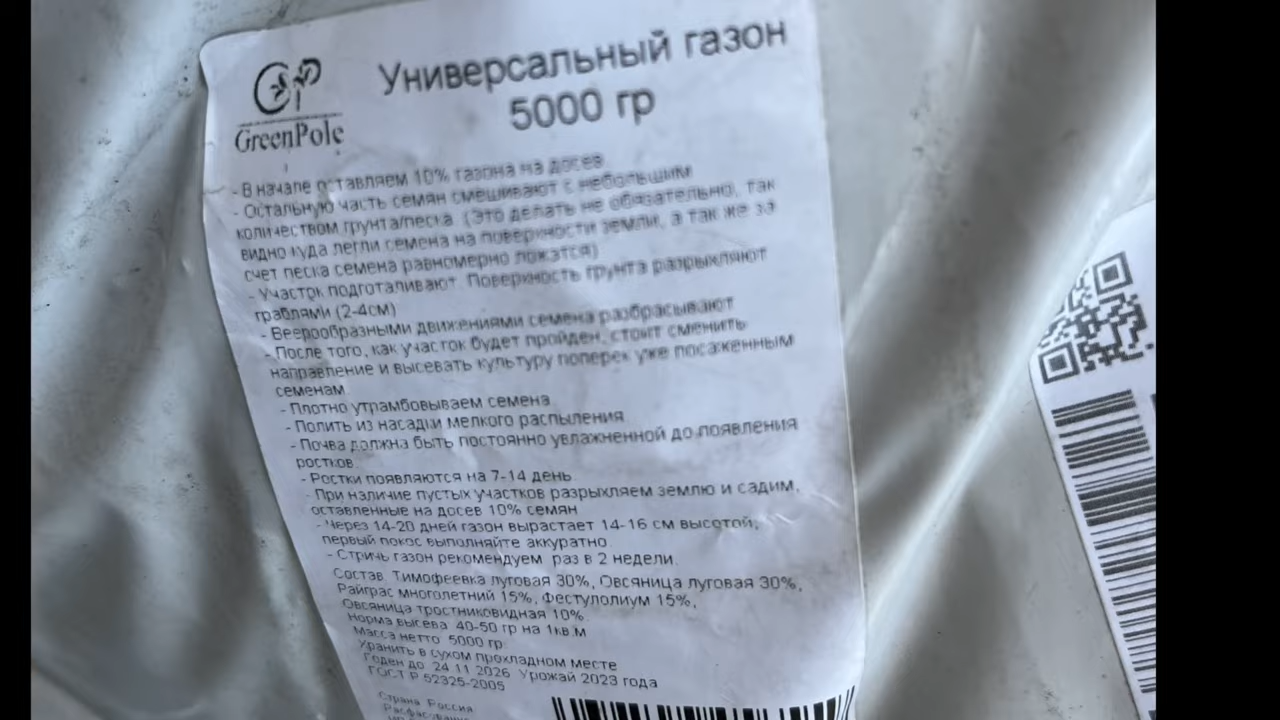 Универсальный газон
5000 гр
GreenPole
- В начале оставляем 10% газона на досев
- Остальную часть семян смешивают с небольшим
количеством грунта/песка. (Это делать не обязательно, так
видно куда легли семена на поверхности земли, а так же за
счет песка семена равномерно ложатся)
- Участок подготавливают. Поверхность грунта разрыхляют
граблями (2-4см)
- Веерообразными движениями семена разбрасывают
- После того, как участок будет пройден, стоит сменить
направление и высевать культуру поперек уже посаженным
семенам.
- Плотно утрамбовываем семена.
- Полить из насадки мелкого распыления
- Почва должна быть постоянно увлажненной до появления
ростков.
- Ростки появляются на 7-14 день.
- При наличие пустых участков разрыхляем землю и садим,
оставленные на досев 10% семян
- Через 14-20 дней газон вырастает 14-16 см высотой,
первый покос выполняйте аккуратно.
- Стричь газон рекомендуем раз в 2 недели.
Состав: Тимофеевка луговая 30%, Овсяница луговая 30%,
Райграс многолетний 15%, Фестулолиум 15%,
Овсяница тростниковидная 10%.
Норма высева: 40-50 гр на 1кв.м
Масса нетто: 5000 гр.
Хранить в сухом прохладном месте
Годен до: 24.11.2026 Урожай 2023 года
ГОСТ Р 52325-2005
Страна: Россия